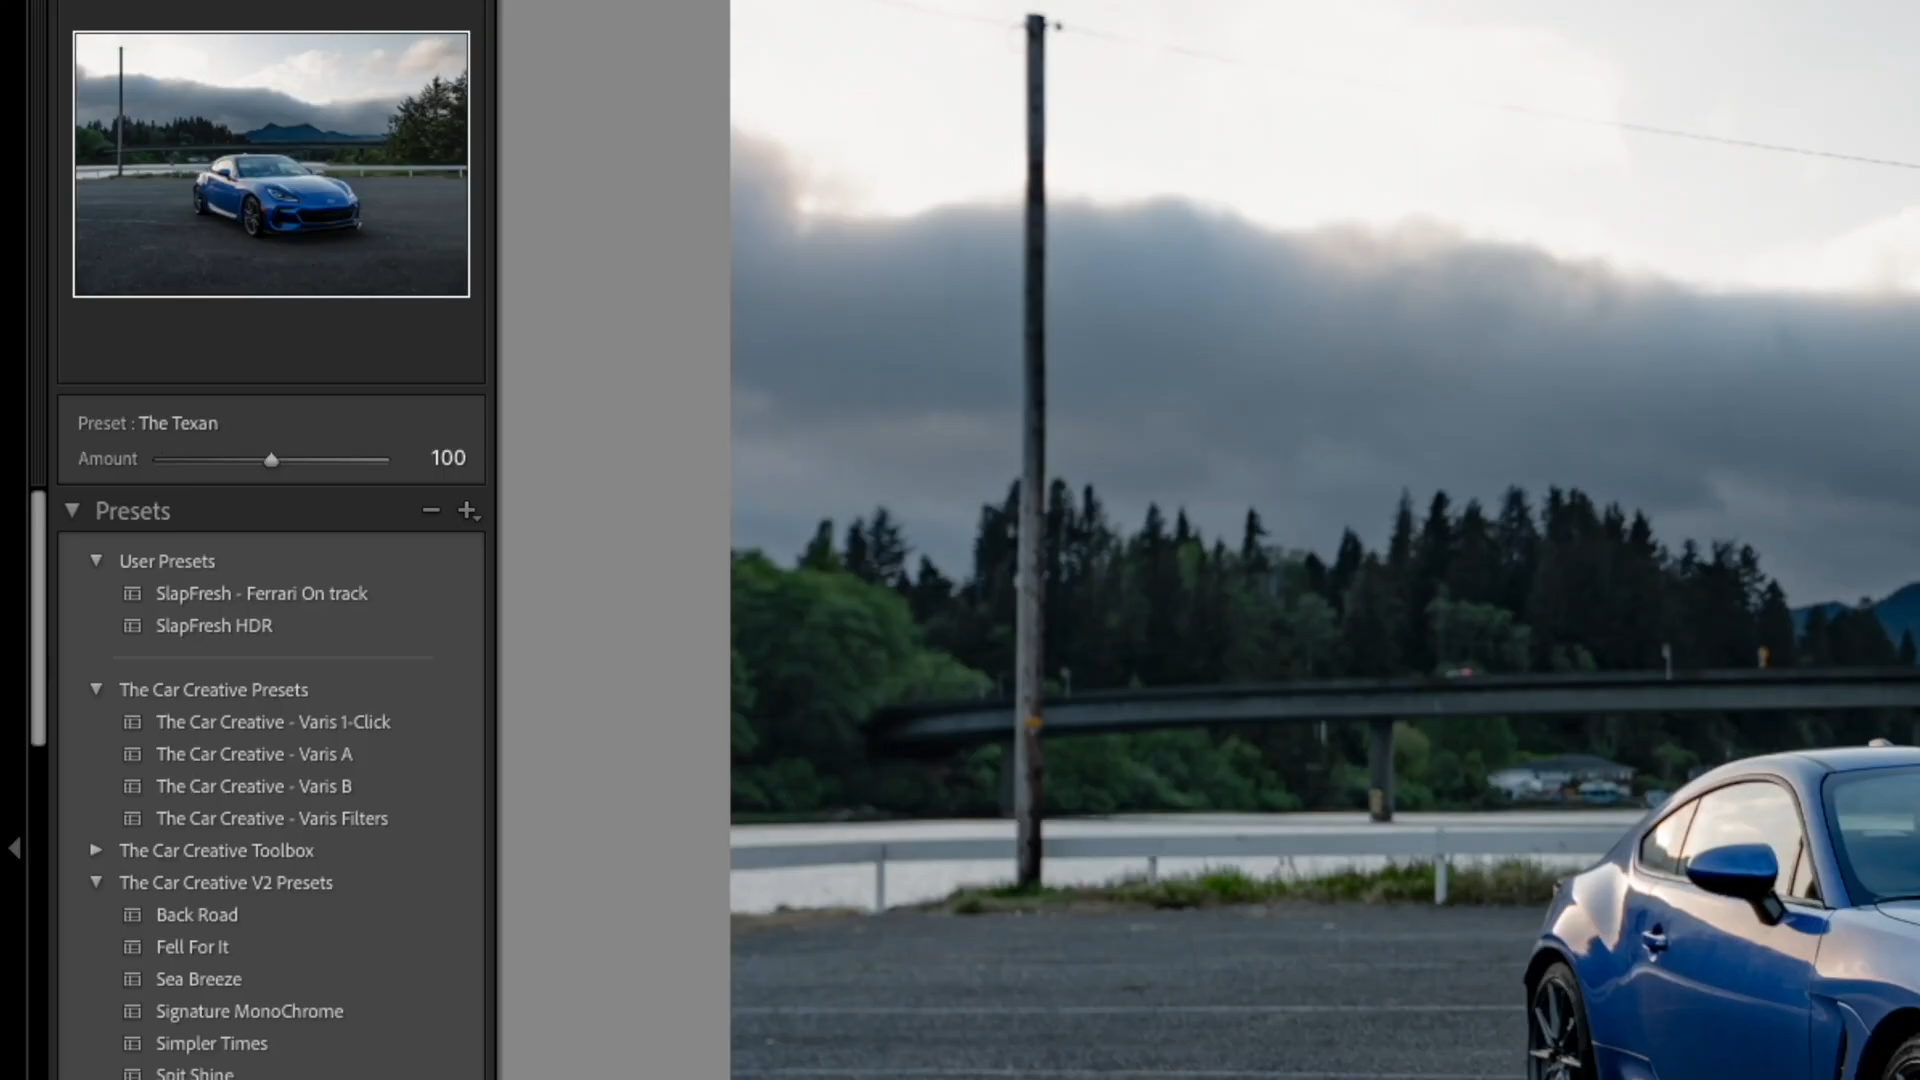 Preset : The Texan
Amount 100
Presets
User Presets
SlapFresh - Ferrari On track
SlapFresh HDR
The Car Creative Presets
The Car Creative - Varis 1-Click
The Car Creative - Varis A
The Car Creative - Varis B
The Car Creative - Varis Filters
The Car Creative Toolbox
The Car Creative V2 Presets
Back Road
Fell For It
Sea Breeze
Signature MonoChrome
Simpler Times
Spit Shine